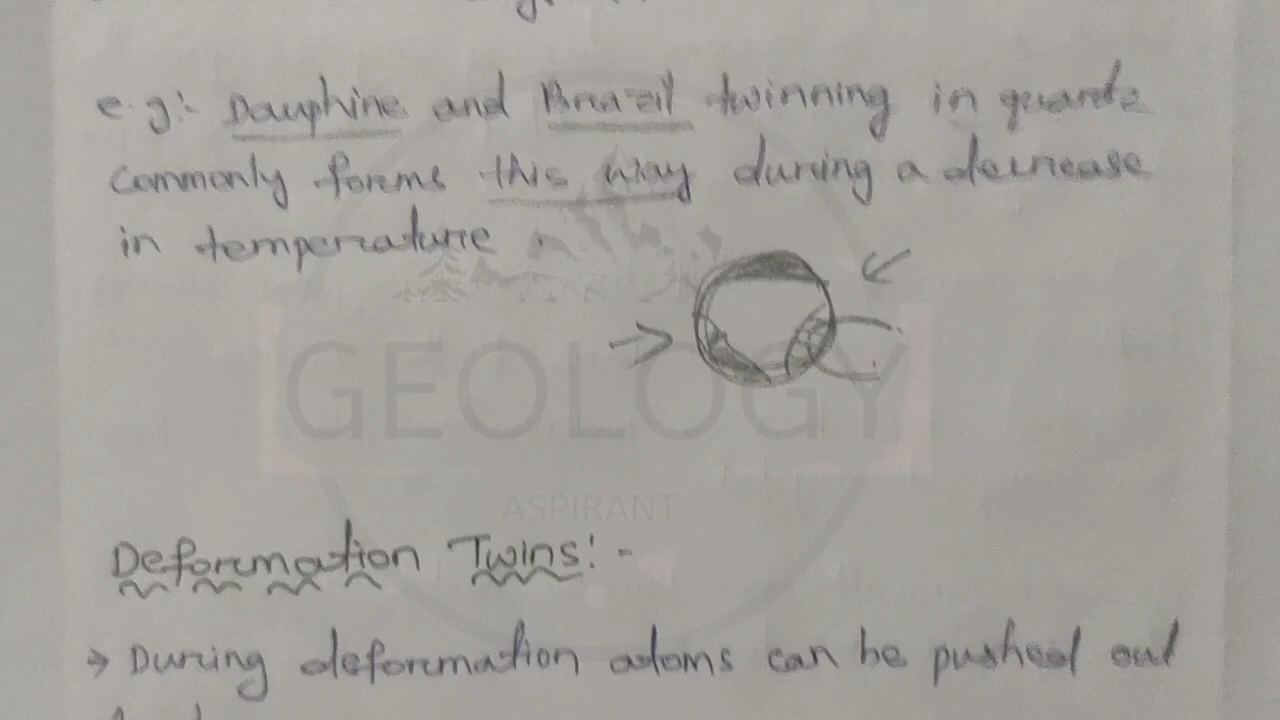 e.g:- Dauphine and Brazil twinning in quartz
commonly forms this way during a decrease
in temperature.
GEOLOGY
ASPIRANT
Deformation Twins:-
→ During deformation atoms can be pushed out